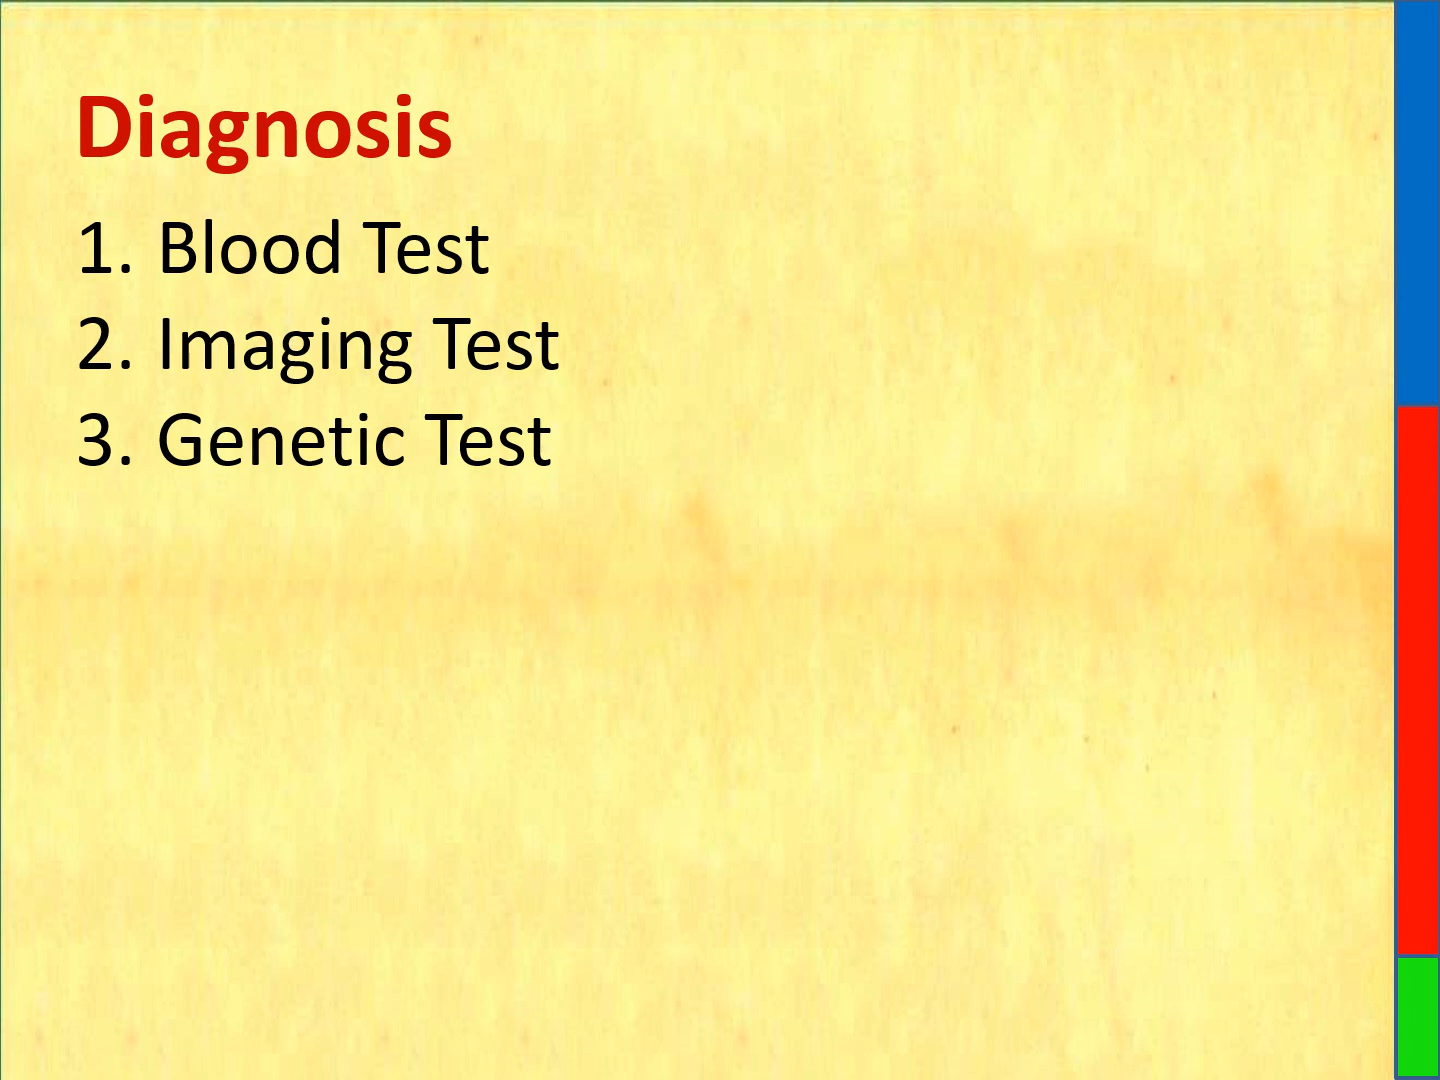 Diagnosis
1. Blood Test
2. Imaging Test
3. Genetic Test